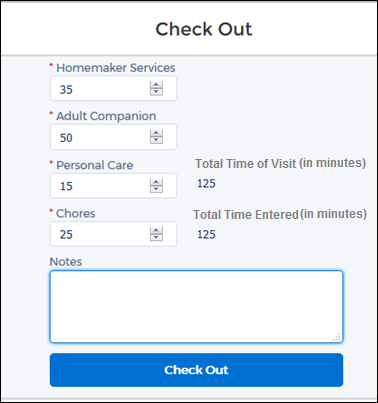 Check Out
* Homemaker Services
35
* Adult Companion
50
* Personal Care
15
Total Time of Visit (in minutes)
125
* Chores
25
Total Time Entered (in minutes)
125
Notes
Check Out